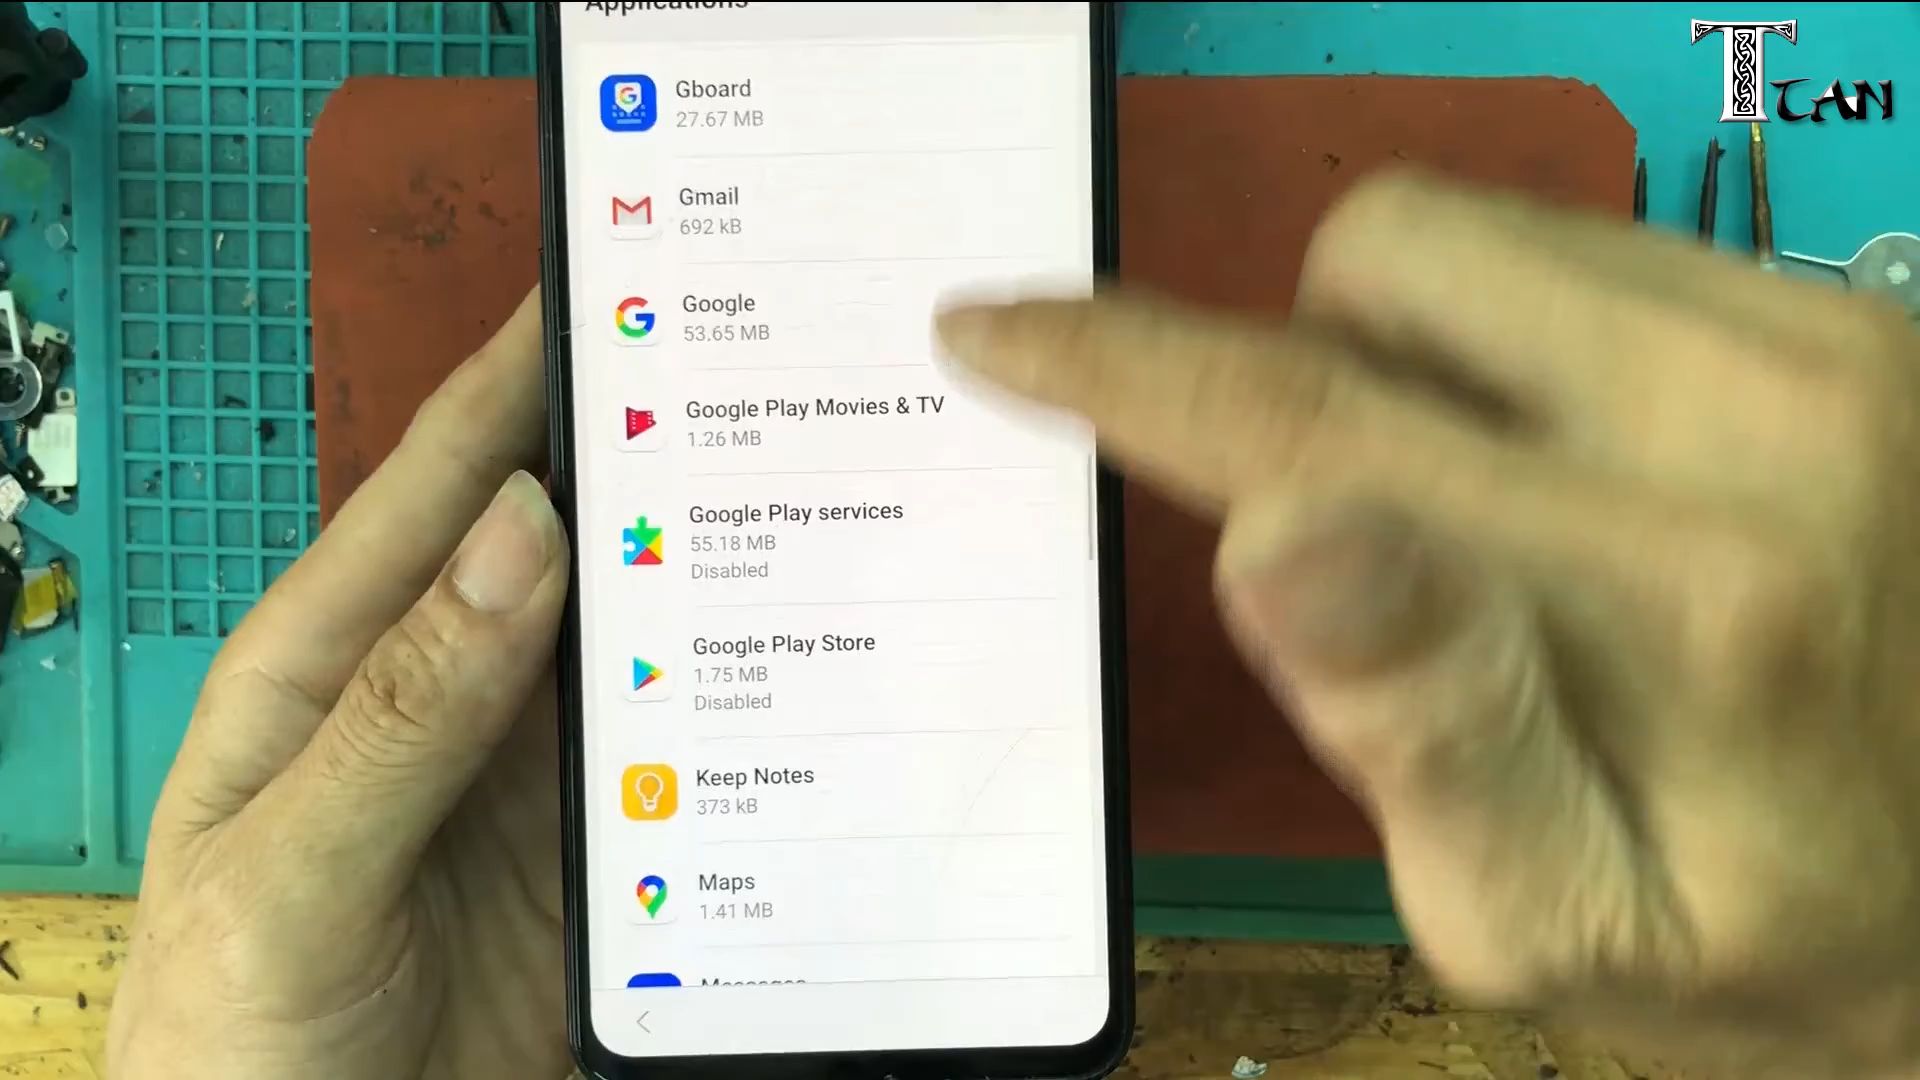 Applications
Gboard
27.67 MB
Gmail
692 kB
Google
53.65 MB
Google Play Movies & TV
1.26 MB
Google Play services
55.18 MB
Disabled
Google Play Store
1.75 MB
Disabled
Keep Notes
373 kB
Maps
1.41 MB
Messages
TCAN